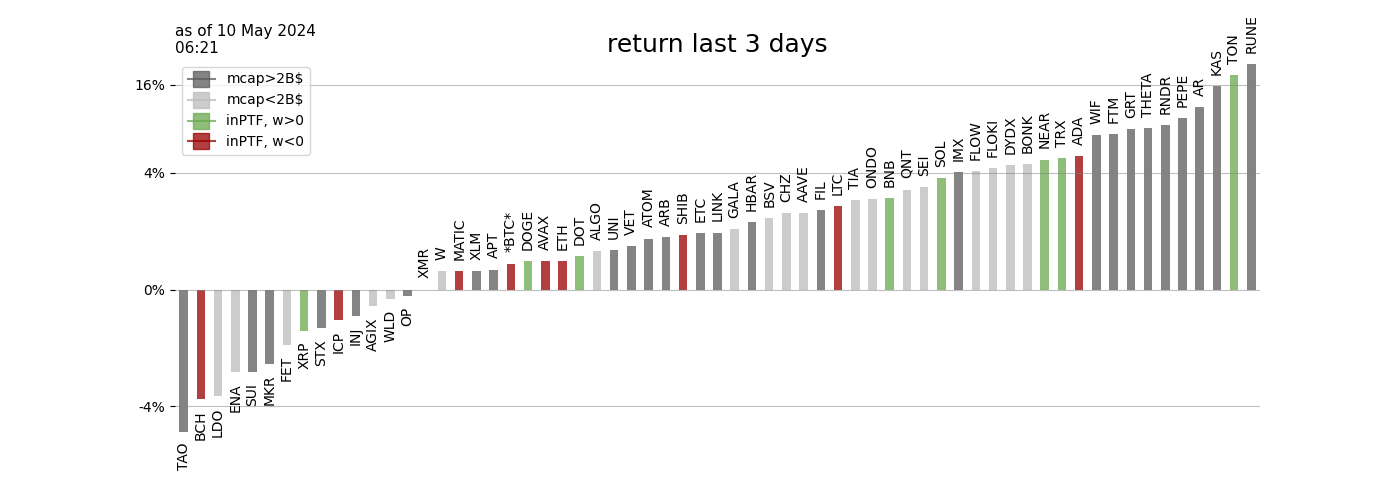 as of 10 May 2024
06:21
return last 3 days
mcap>2B$
mcap<2B$
inPTF, w>0
inPTF, w<0
16%
4%
0%
-4%
TAO
BCH
LDO
ENA
SUI
MKR
FET
XRP
STX
ICP
INJ
AGIX
WLD
OP
XMR
W
MATIC
XLM
APT
*BTC*
DOGE
AVAX
ETH
DOT
ALGO
UNI
VET
ATOM
ARB
SHIB
ETC
LINK
GALA
HBAR
BSV
CHZ
AAVE
FIL
LTC
TIA
ONDO
BNB
QNT
SEI
SOL
IMX
FLOW
FLOKI
DYDX
BONK
NEAR
TRX
ADA
WIF
FTM
GRT
THETA
RNDR
PEPE
AR
KAS
TON
RUNE